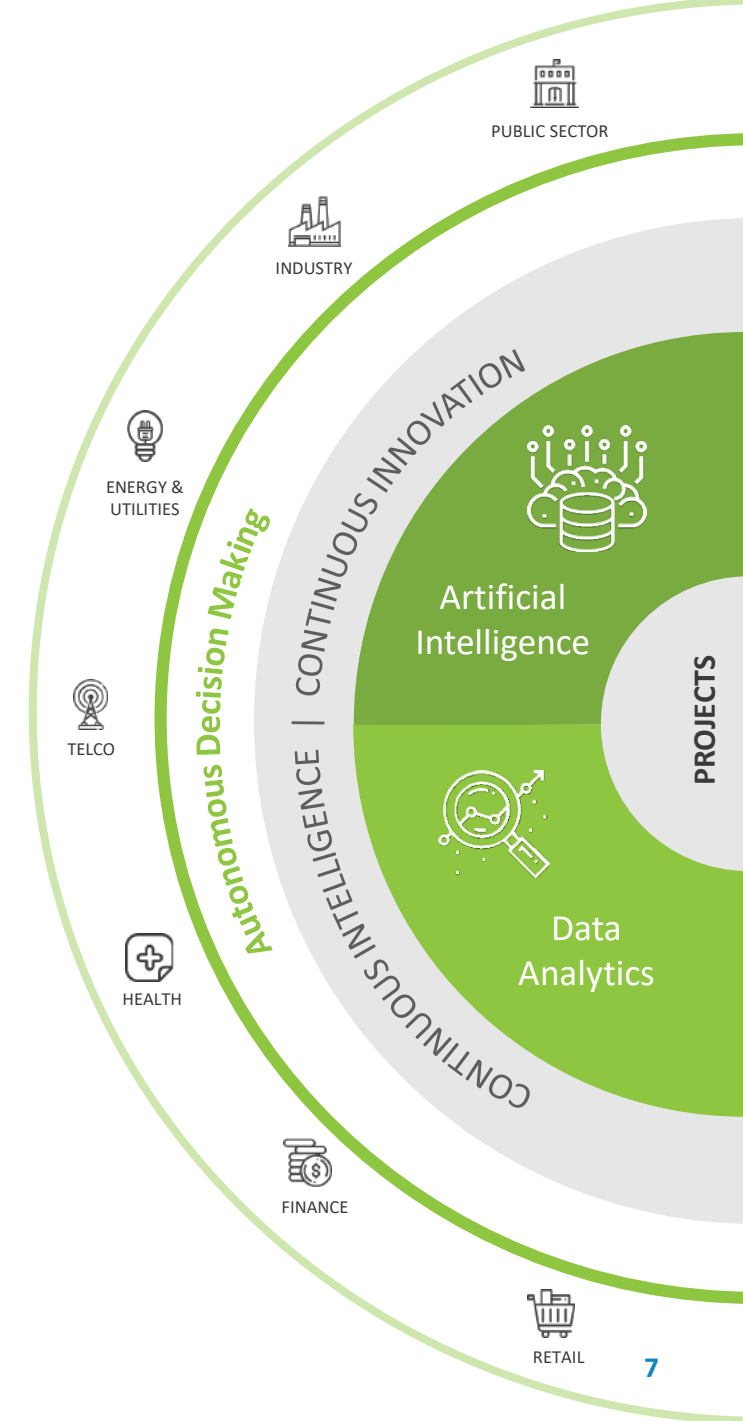 PUBLIC SECTOR
INDUSTRY
ENERGY &
UTILITIES
TELCO
HEALTH
FINANCE
RETAIL
Autonomous Decision Making
CONTINUOUS INTELLIGENCE | CONTINUOUS INNOVATION
Artificial
Intelligence
Data
Analytics
PROJECTS
7